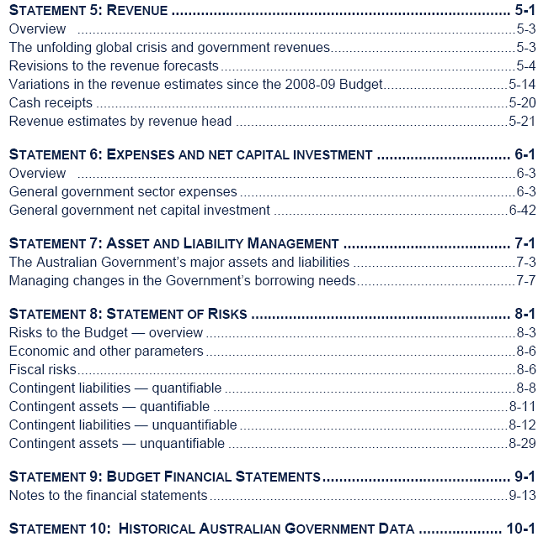 STATEMENT 5: REVENUE ..... 5-1
Overview ..... 5-3
The unfolding global crisis and government revenues..... 5-3
Revisions to the revenue forecasts ..... 5-4
Variations in the revenue estimates since the 2008-09 Budget..... 5-14
Cash receipts ..... 5-20
Revenue estimates by revenue head ..... 5-21
STATEMENT 6: EXPENSES AND NET CAPITAL INVESTMENT ..... 6-1
Overview ..... 6-3
General government sector expenses ..... 6-3
General government net capital investment ..... 6-42
STATEMENT 7: ASSET AND LIABILITY MANAGEMENT ..... 7-1
The Australian Government's major assets and liabilities ..... 7-3
Managing changes in the Government's borrowing needs..... 7-7
STATEMENT 8: STATEMENT OF RISKS ..... 8-1
Risks to the Budget — overview ..... 8-3
Economic and other parameters ..... 8-6
Fiscal risks..... 8-6
Contingent liabilities — quantifiable ..... 8-8
Contingent assets — quantifiable ..... 8-11
Contingent liabilities — unquantifiable ..... 8-12
Contingent assets — unquantifiable ..... 8-29
STATEMENT 9: BUDGET FINANCIAL STATEMENTS..... 9-1
Notes to the financial statements ..... 9-13
STATEMENT 10: HISTORICAL AUSTRALIAN GOVERNMENT DATA ..... 10-1